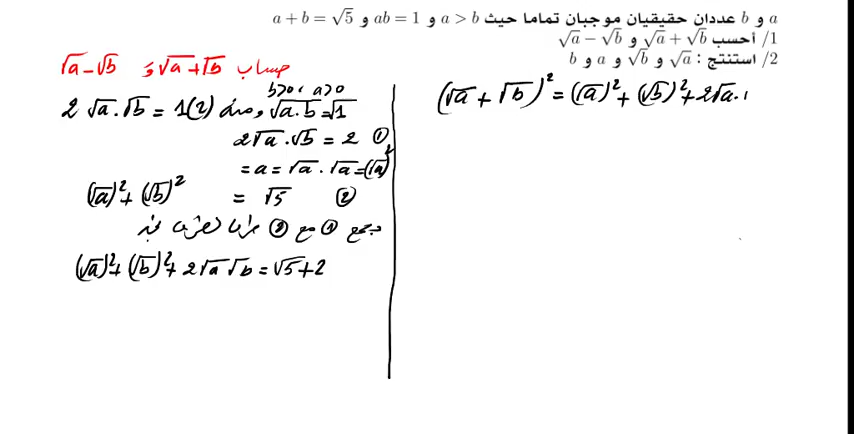 a و b عددان حقيقيان موجبان تماما حيث a > b و ab = 1 و a + b = √5
1/ أحسب √a + √b و √a − √b
2/ استنتج : √a و √b و a و b
حساب √a+√b و √a−√b
b>0 ، a>0
√a.b = √1 ومنه 2√a.√b = 1(2)
2√a.√b = 2 ①
= a = √a . √a = (√a)²
(√a)² + (√b)² = √5 ②
بجمع ① مع ②
(√a)² + (√b)² + 2√a√b = √5 + 2
(√a + √b)² = (√a)² + (√b)² + 2√a.